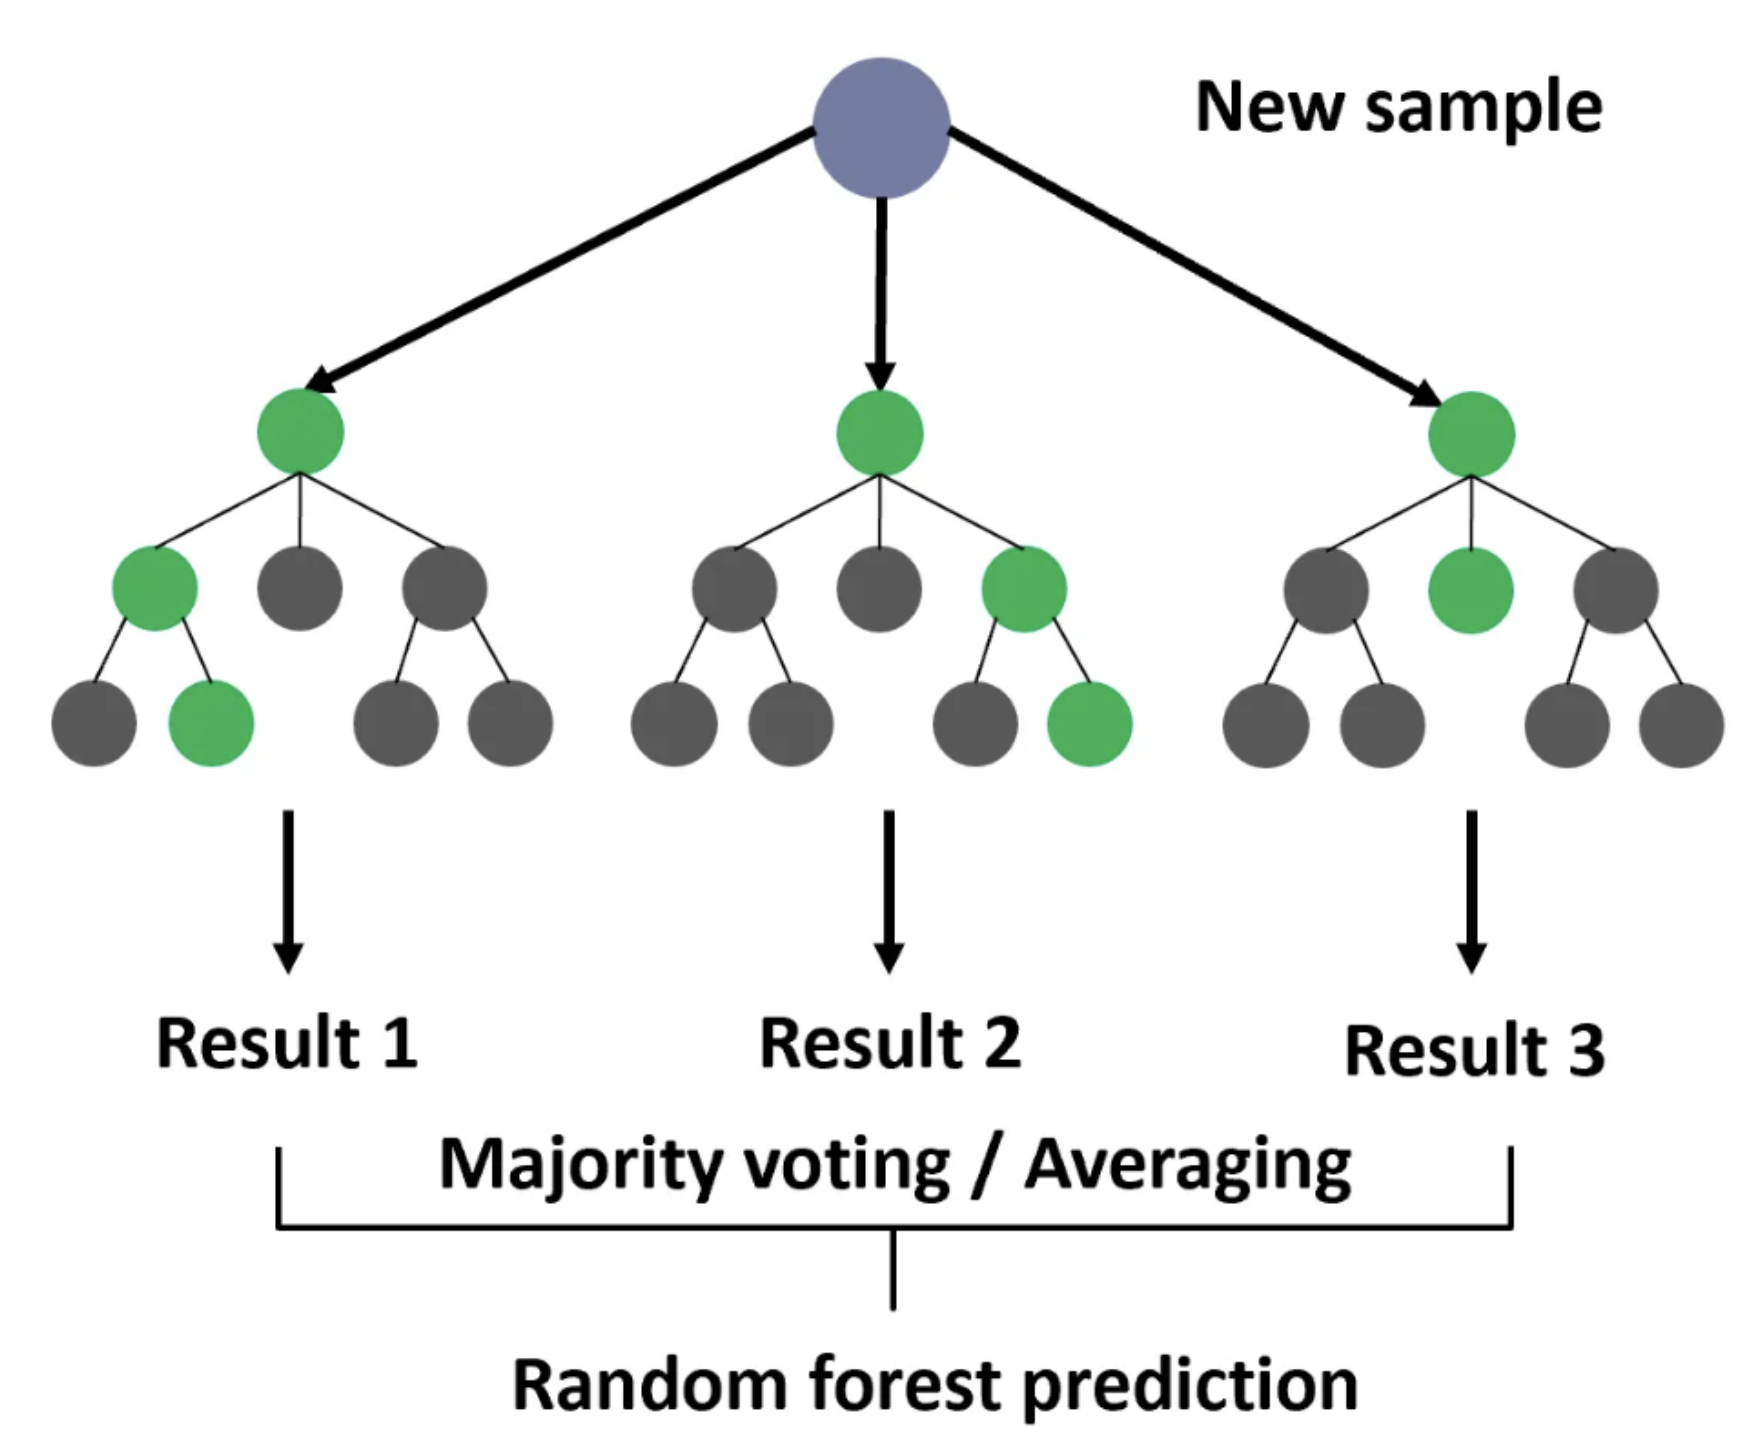 New sample
Result 1
Result 2
Result 3
Majority voting / Averaging
Random forest prediction